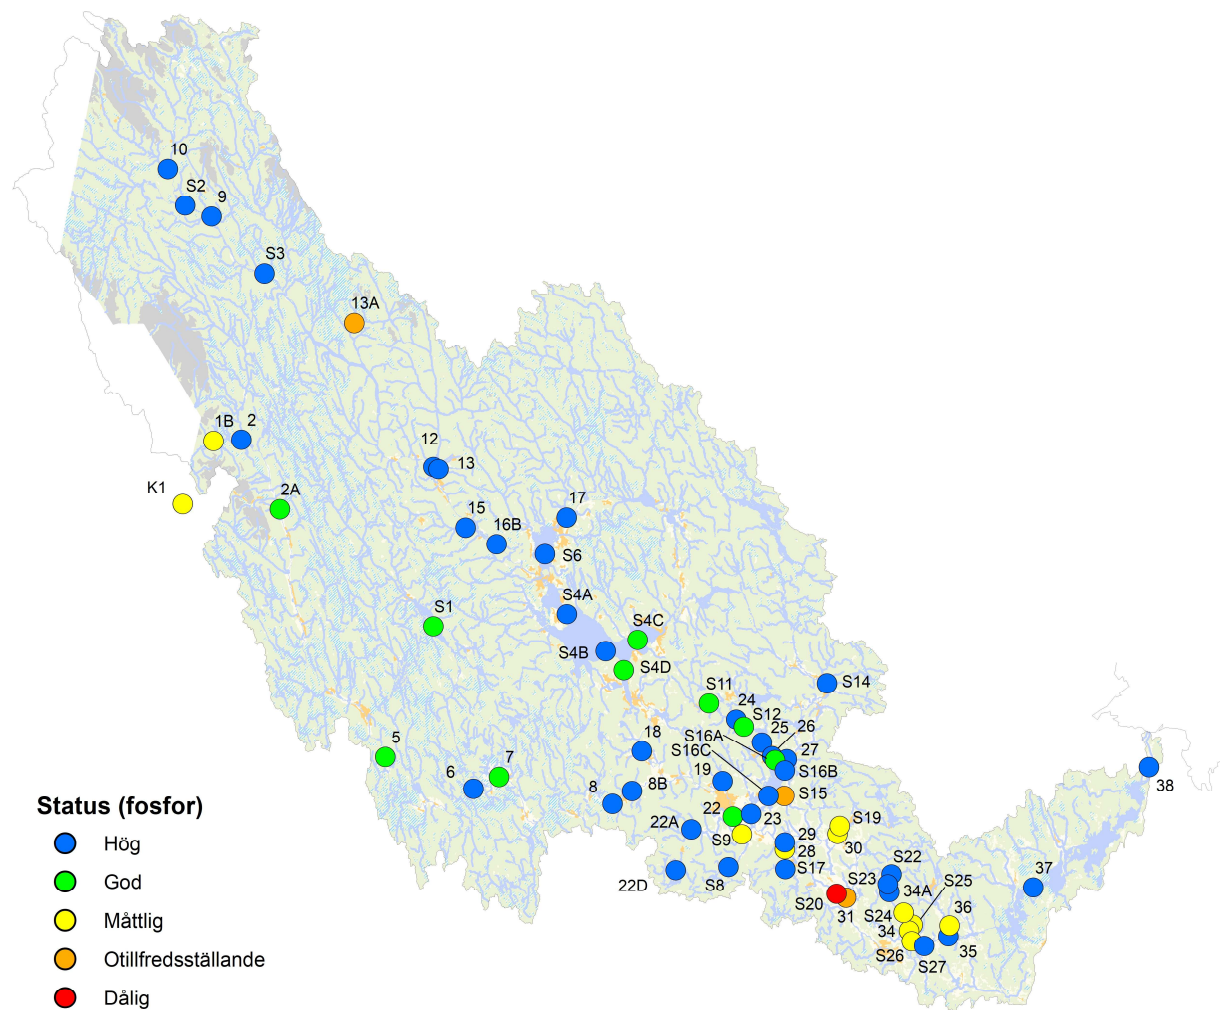 10
S2
9
S3
13A
1B
2
12
13
K1
2A
15
16B
17
S6
S4A
S1
S4C
S4B
S4D
S14
S11
24
S12
S16A
25
26
5
18
S16C
27
7
6
19
S16B
38
8
8B
S15
22
23
S19
22A
S9
29
30
28
22D
S8
S17
S22
S23
S25
37
S20
34A
31
S24
36
34
35
S26
S27
Status (fosfor)
Hög
God
Måttlig
Otillfredsställande
Dålig